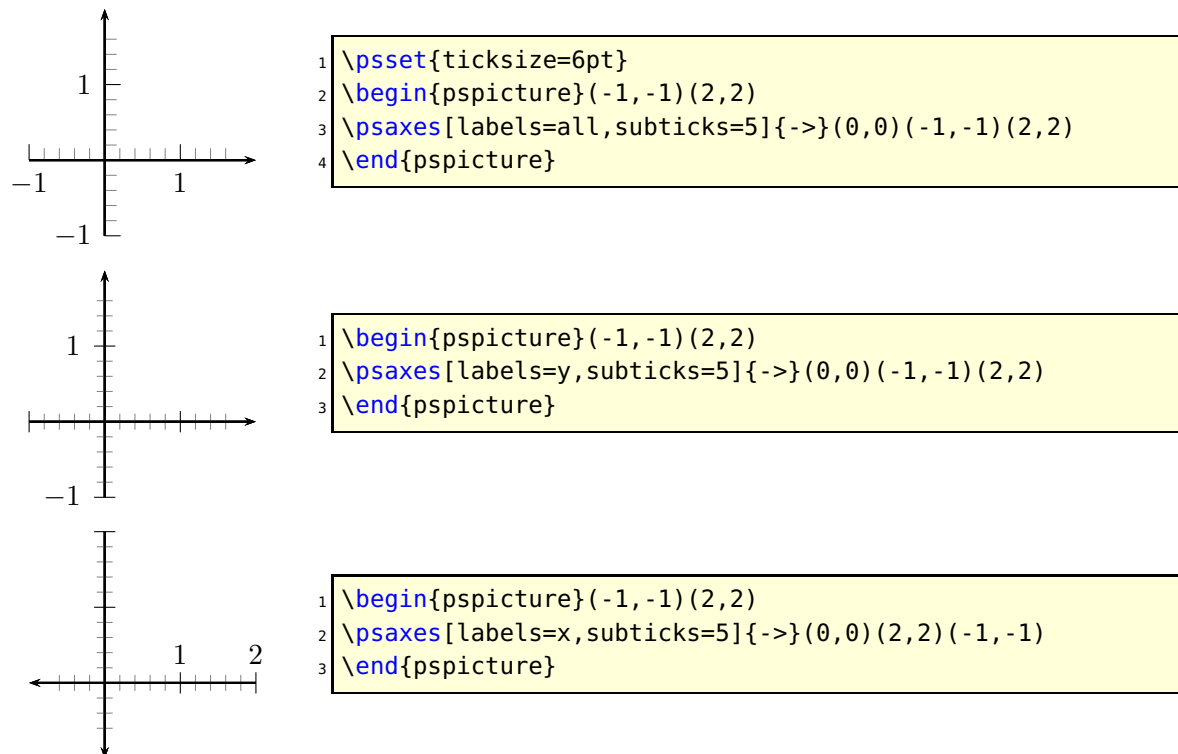 1
−1
1
−1
1 \psset{ticksize=6pt}
2 \begin{pspicture}(-1,-1)(2,2)
3 \psaxes[labels=all,subticks=5]{->}(0,0)(-1,-1)(2,2)
4 \end{pspicture}
1
−1
1 \begin{pspicture}(-1,-1)(2,2)
2 \psaxes[labels=y,subticks=5]{->}(0,0)(-1,-1)(2,2)
3 \end{pspicture}
1 2
1 \begin{pspicture}(-1,-1)(2,2)
2 \psaxes[labels=x,subticks=5]{->}(0,0)(2,2)(-1,-1)
3 \end{pspicture}